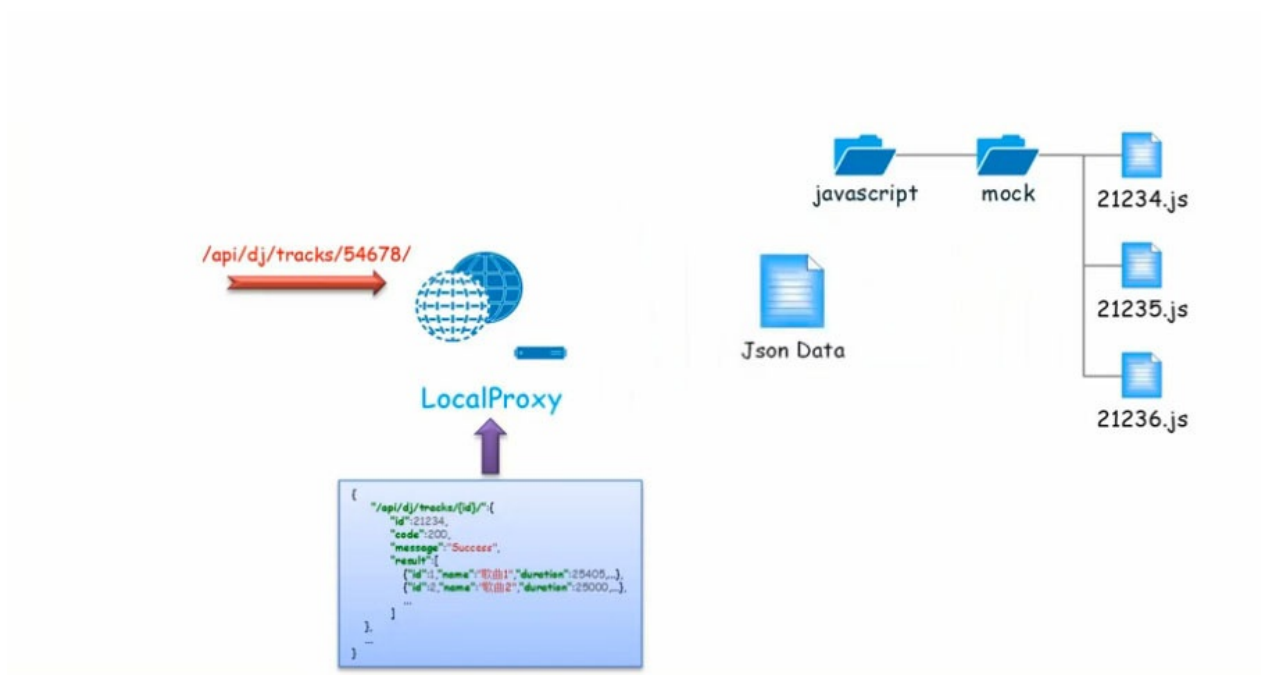 javascript
mock
21234.js
/api/dj/tracks/54678/
21235.js
Json Data
LocalProxy
21236.js
{
"/api/dj/tracks/{id}/":{
"id":21234,
"code":200,
"message":"Success",
"result":[
{"id":1,"name":"歌曲1","duration":25405,...},
{"id":2,"name":"歌曲2","duration":25000,...},
...
]
},
...
}